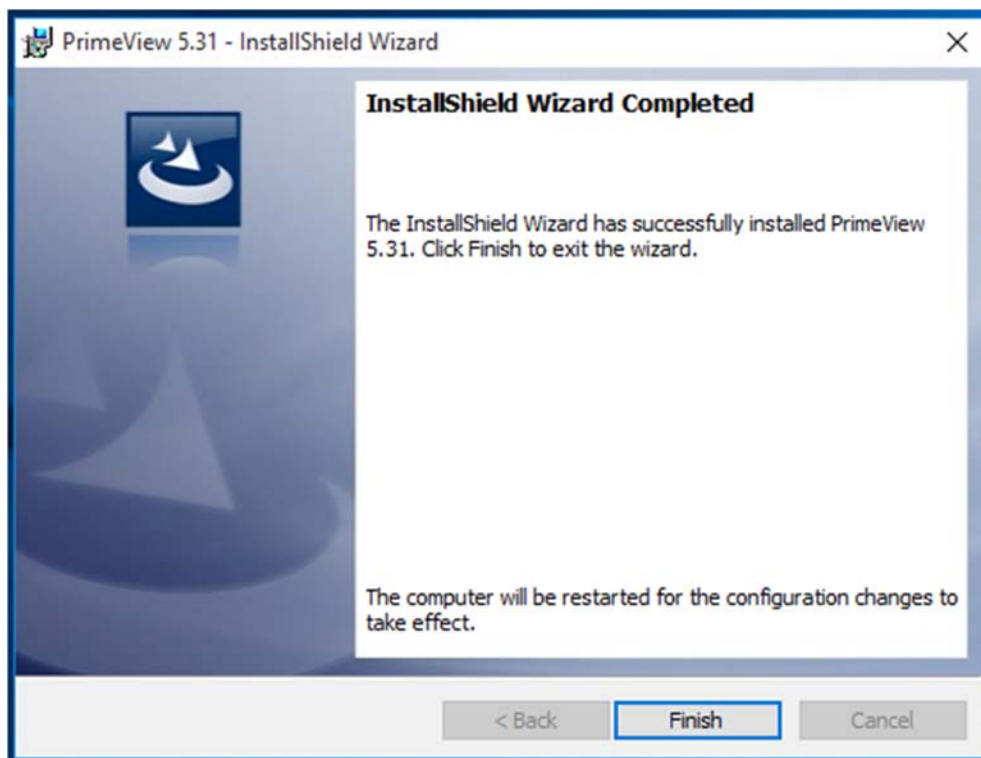 PrimeView 5.31 - InstallShield Wizard
InstallShield Wizard Completed
The InstallShield Wizard has successfully installed PrimeView
5.31. Click Finish to exit the wizard.
The computer will be restarted for the configuration changes to
take effect.
< Back Finish Cancel